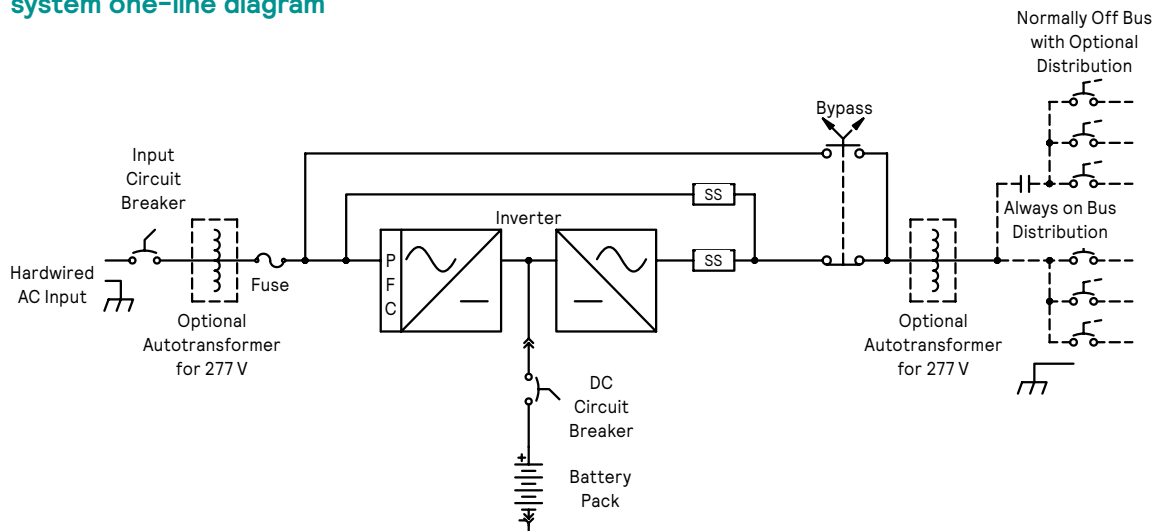 system one-line diagram
Normally Off Bus
with Optional
Distribution
Bypass
Input
Circuit
Breaker
SS
Always on Bus
Distribution
Inverter
Hardwired
AC Input
Fuse
P
F
C
SS
Optional
Autotransformer
for 277 V
Optional
Autotransformer
for 277 V
DC
Circuit
Breaker
+
Battery
Pack